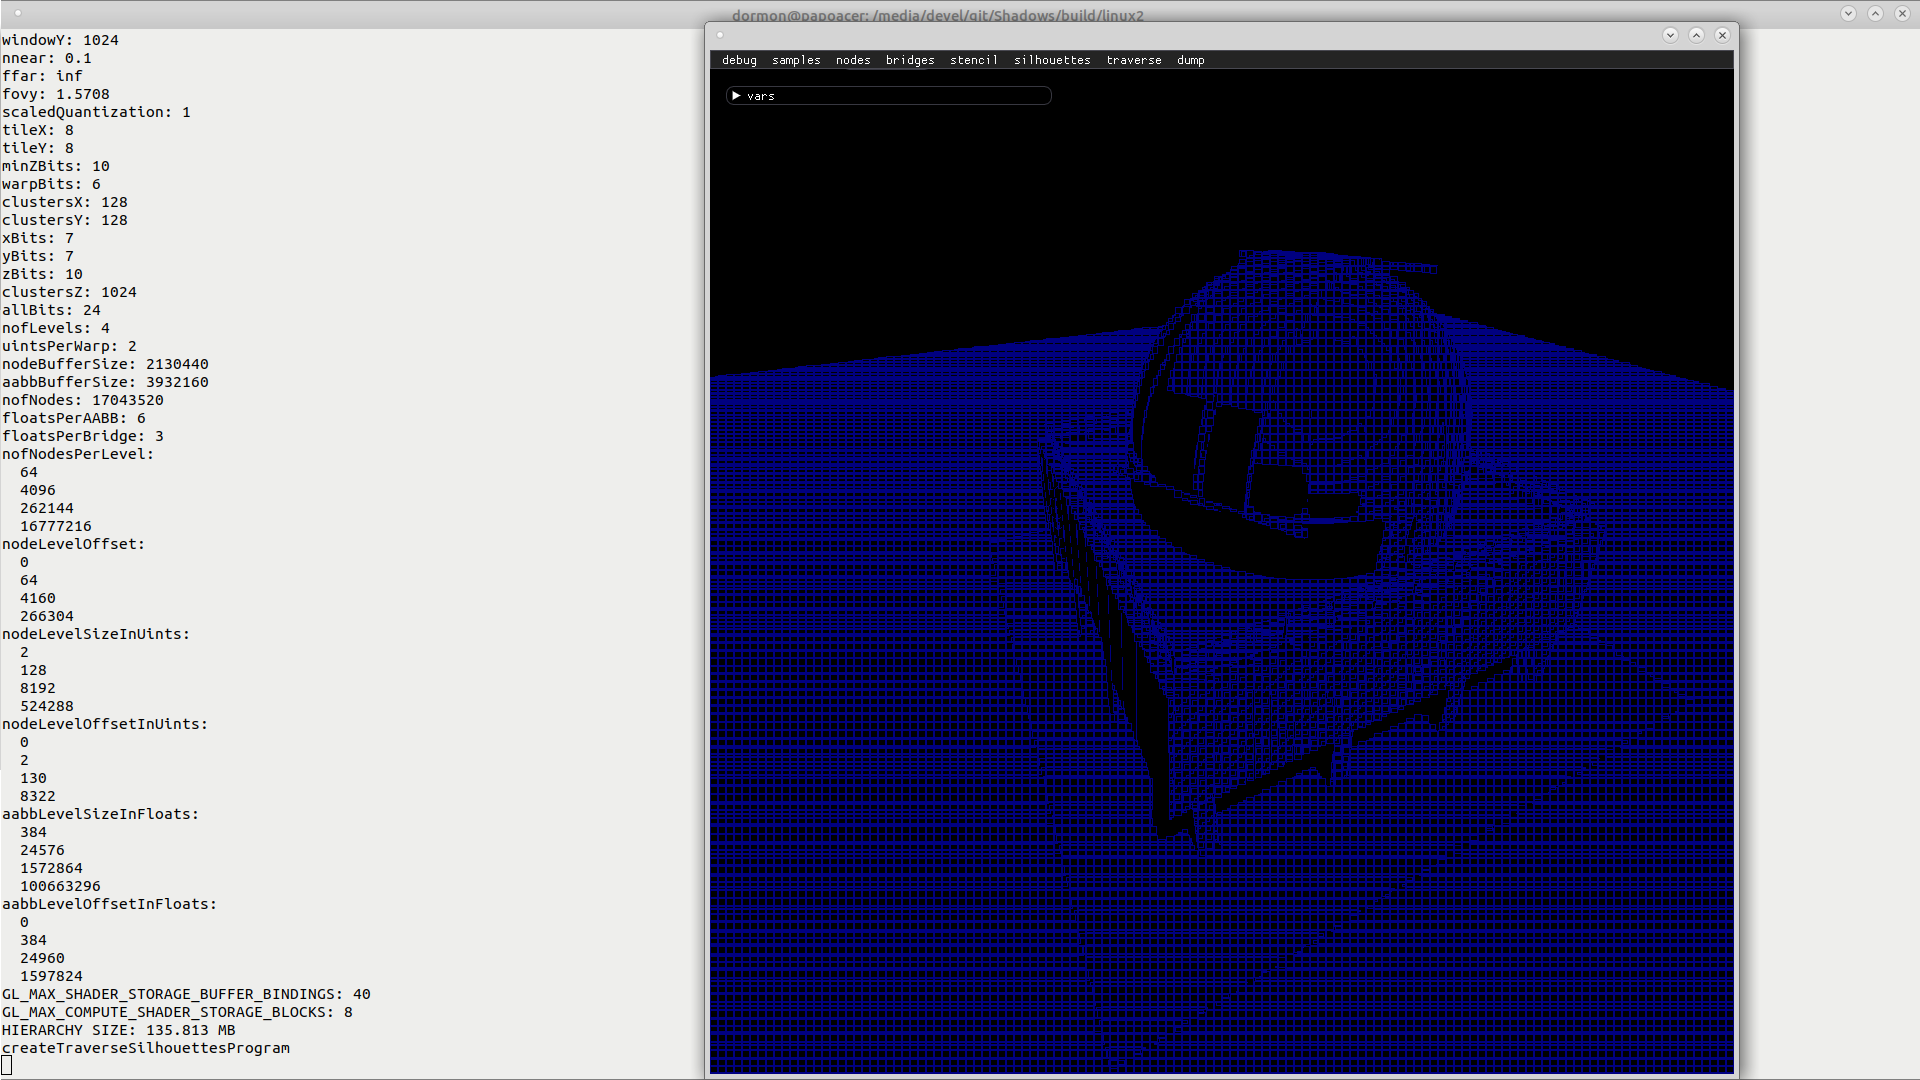 dormon@papoacer: /media/devel/git/Shadows/build/linux2
windowY: 1024
nnear: 0.1
ffar: inf
fovy: 1.5708
scaledQuantization: 1
tileX: 8
tileY: 8
minZBits: 10
warpBits: 6
clustersX: 128
clustersY: 128
xBits: 7
yBits: 7
zBits: 10
clustersZ: 1024
allBits: 24
nofLevels: 4
uintsPerWarp: 2
nodeBufferSize: 2130440
aabbBufferSize: 3932160
nofNodes: 17043520
floatsPerAABB: 6
floatsPerBridge: 3
nofNodesPerLevel:
64
4096
262144
16777216
nodeLevelOffset:
0
64
4160
266304
nodeLevelSizeInUints:
2
128
8192
524288
nodeLevelOffsetInUints:
0
2
130
8322
aabbLevelSizeInFloats:
384
24576
1572864
100663296
aabbLevelOffsetInFloats:
0
384
24960
1597824
GL_MAX_SHADER_STORAGE_BUFFER_BINDINGS: 40
GL_MAX_COMPUTE_SHADER_STORAGE_BLOCKS: 8
HIERARCHY SIZE: 135.813 MB
createTraverseSilhouettesProgram
debug samples nodes bridges stencil silhouettes traverse dump
vars